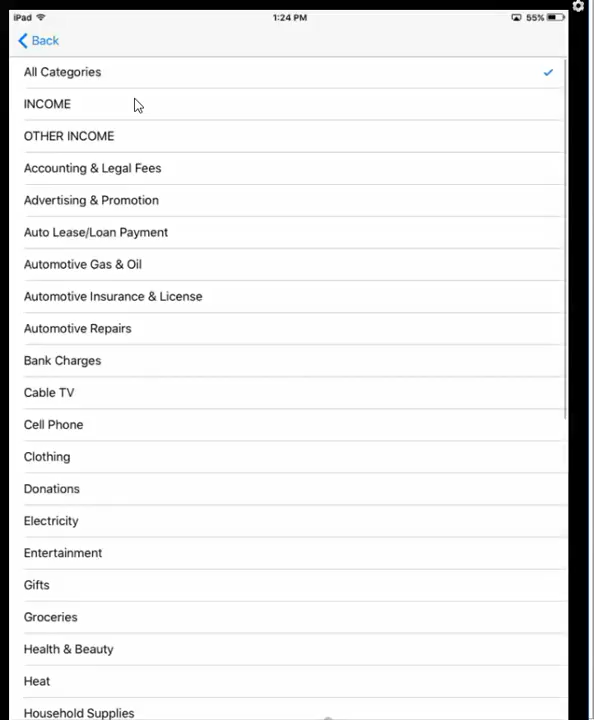 iPad 1:24 PM 55%
Back
All Categories
INCOME
OTHER INCOME
Accounting & Legal Fees
Advertising & Promotion
Auto Lease/Loan Payment
Automotive Gas & Oil
Automotive Insurance & License
Automotive Repairs
Bank Charges
Cable TV
Cell Phone
Clothing
Donations
Electricity
Entertainment
Gifts
Groceries
Health & Beauty
Heat
Household Supplies